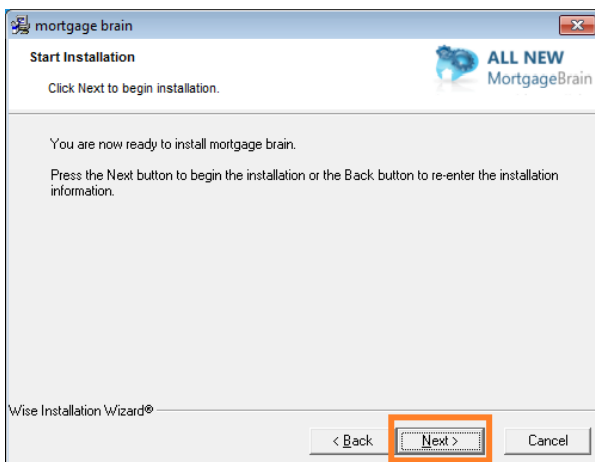 mortgage brain
Start Installation
Click Next to begin installation.
ALL NEW
MortgageBrain
You are now ready to install mortgage brain.
Press the Next button to begin the installation or the Back button to re-enter the installation
information.
Wise Installation Wizard®
< Back
Next >
Cancel